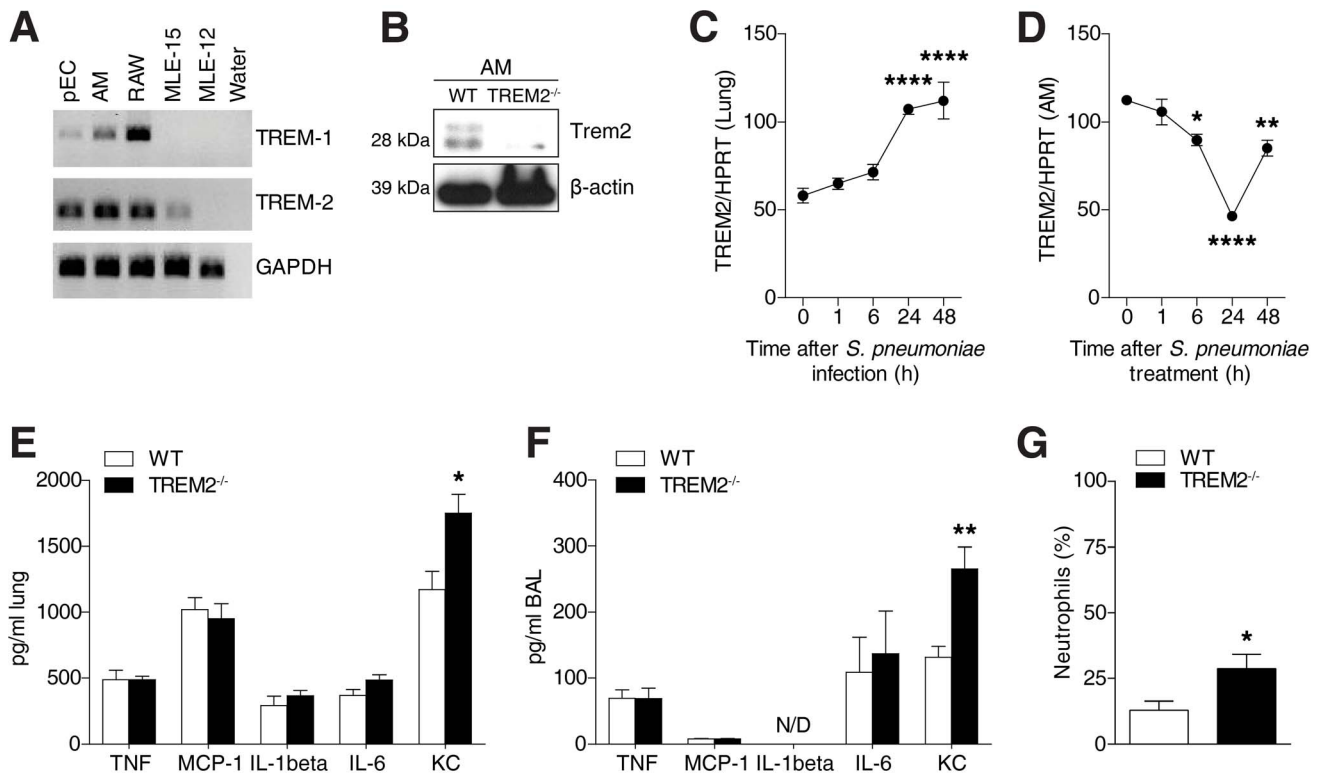 A
pEC
AM
RAW
MLE-15
MLE-12
Water
TREM-1
TREM-2
GAPDH
B
AM
WT TREM2-/-
28 kDa
Trem2
39 kDa
β-actin
C
TREM2/HPRT (Lung)
150
100
50
0
****
****
0 1 6 24 48
Time after S. pneumoniae
infection (h)
D
TREM2/HPRT (AM)
150
100
50
0
*
****
**
0 1 6 24 48
Time after S. pneumoniae
treatment (h)
E
WT
TREM2-/-
pg/ml lung
2000
1500
1000
500
0
*
TNF MCP-1 IL-1beta IL-6 KC
F
WT
TREM2-/-
pg/ml BAL
400
300
200
100
0
N/D
**
TNF MCP-1 IL-1beta IL-6 KC
G
WT
TREM2-/-
Neutrophils (%)
100
75
50
25
0
*